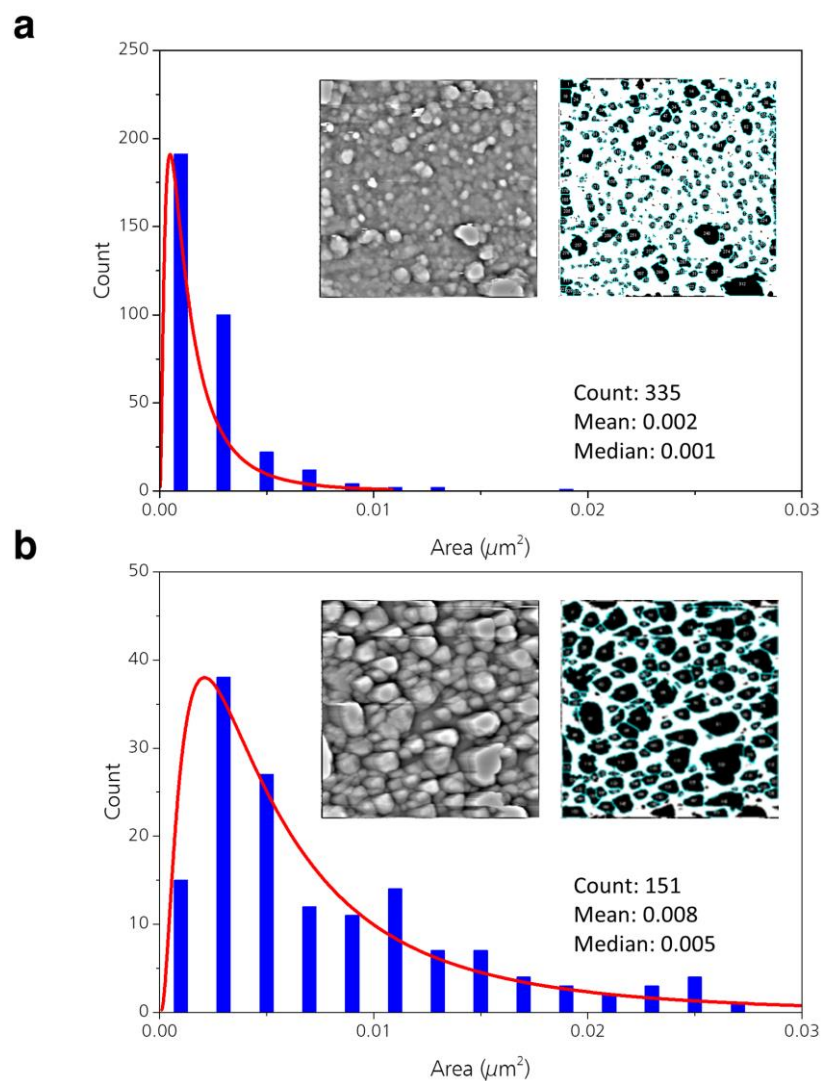 a
250
200
150
100
50
0
Count
0.00
0.01
0.02
0.03
Area (μm²)
Count: 335
Mean: 0.002
Median: 0.001
b
50
40
30
20
10
0
Count
0.00
0.01
0.02
0.03
Area (μm²)
Count: 151
Mean: 0.008
Median: 0.005